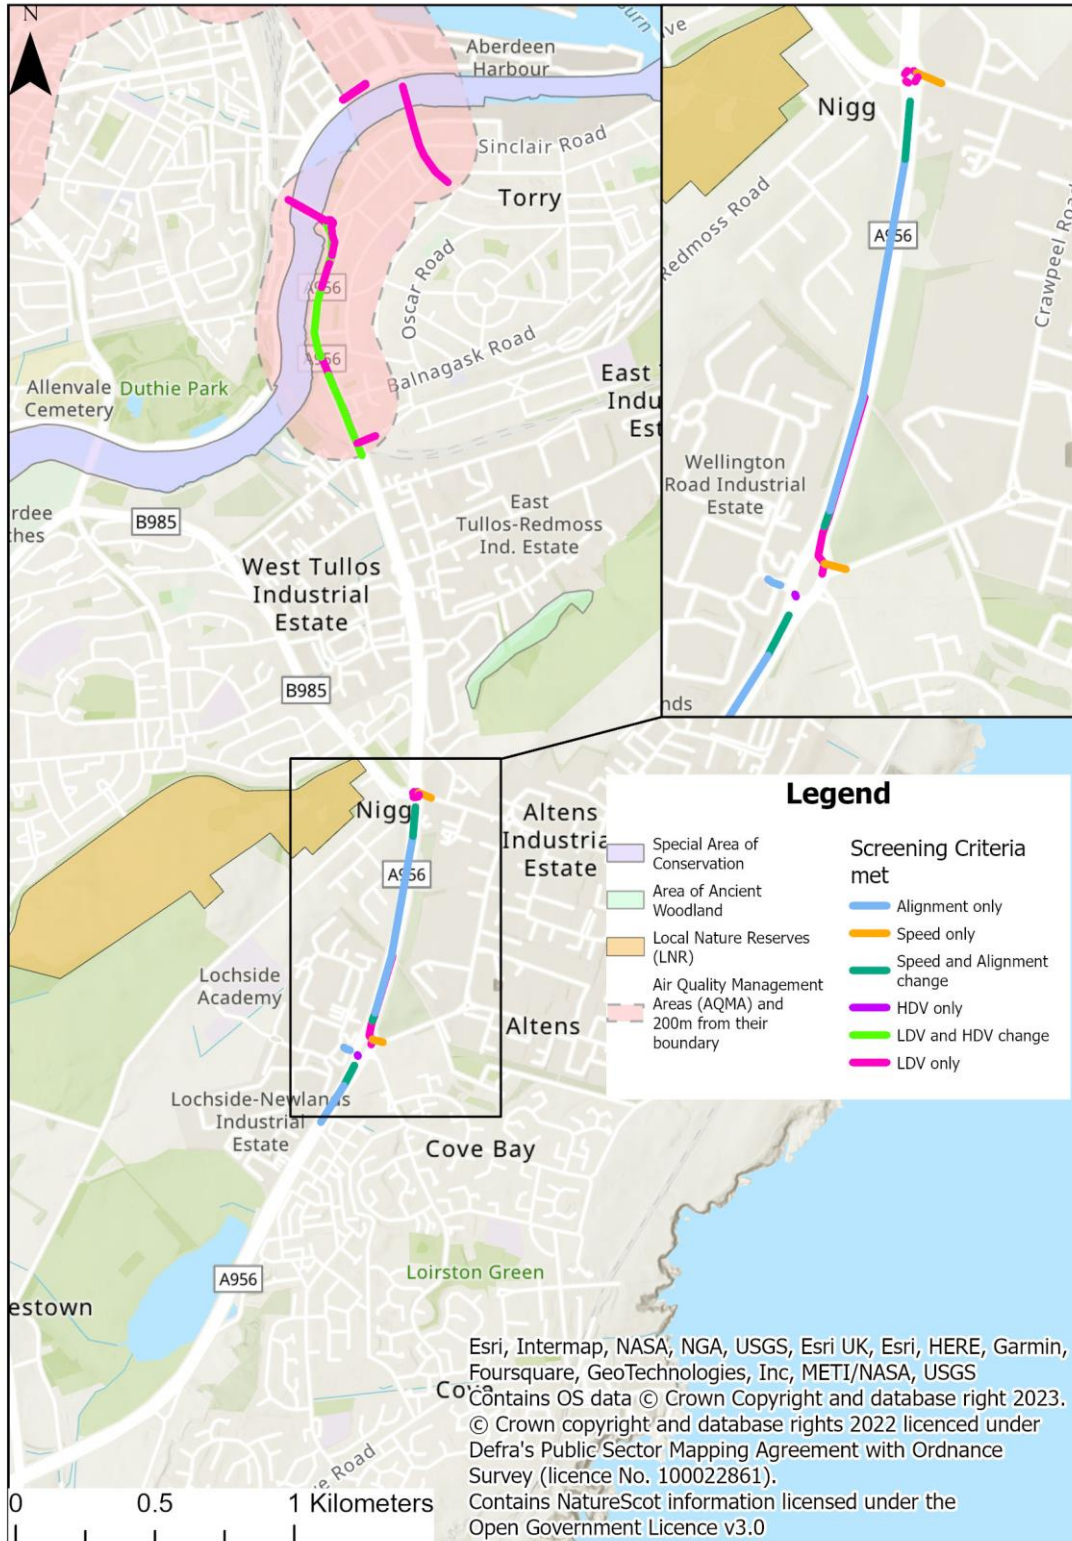 N
Aberdeen
Harbour
Sinclair Road
Torry
Oscar Road
A956
A956
Balnagask Road
Allenvale
Cemetery
Duthie Park
B985
East
Tullos-Redmoss
Ind. Estate
West Tullos
Industrial
Estate
B985
Nigg
Redmoss Road
A956
Crawpeel Road
Wellington
Road Industrial
Estate
Nigg
A956
Altens
Industria
Estate
Lochside
Academy
Altens
Lochside-Newlands
Industrial
Estate
Cove Bay
Loirston Green
A956
estown
Cove
Road
Legend
Special Area of
Conservation
Area of Ancient
Woodland
Local Nature Reserves
(LNR)
Air Quality Management
Areas (AQMA) and
200m from their
boundary
Screening Criteria
met
Alignment only
Speed only
Speed and Alignment
change
HDV only
LDV and HDV change
LDV only
Esri, Intermap, NASA, NGA, USGS, Esri UK, Esri, HERE, Garmin,
Foursquare, GeoTechnologies, Inc, METI/NASA, USGS
Contains OS data © Crown Copyright and database right 2023.
© Crown copyright and database rights 2022 licenced under
Defra's Public Sector Mapping Agreement with Ordnance
Survey (licence No. 100022861).
Contains NatureScot information licensed under the
Open Government Licence v3.0
0 0.5 1 Kilometers